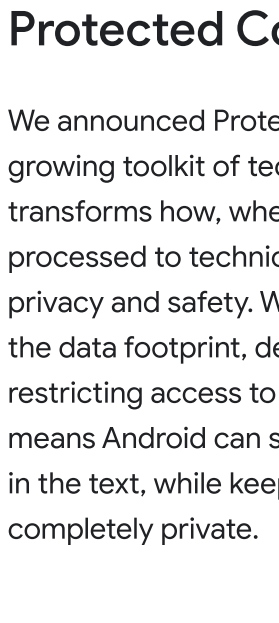 Protected Co
We announced Prote
growing toolkit of tec
transforms how, whe
processed to technic
privacy and safety. W
the data footprint, de
restricting access to
means Android can s
in the text, while keep
completely private.